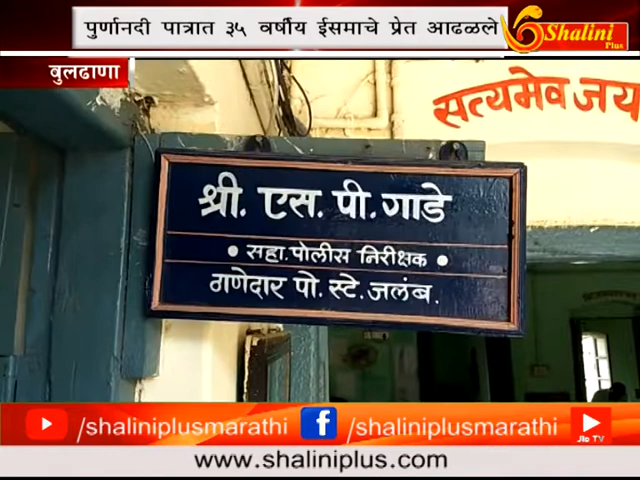 पुर्णानदी पात्रात ३५ वर्षीय ईसमाचे प्रेत आढळले
Shalini
Plus
बुलढाणा
सत्यमेव जय
श्री. एस. पी. गाडे
• सहा. पोलीस निरीक्षक •
ठाणेदार पो. स्टे. जलंब.
/shaliniplusmarathi
/shaliniplusmarathi
Jio TV
www.shaliniplus.com